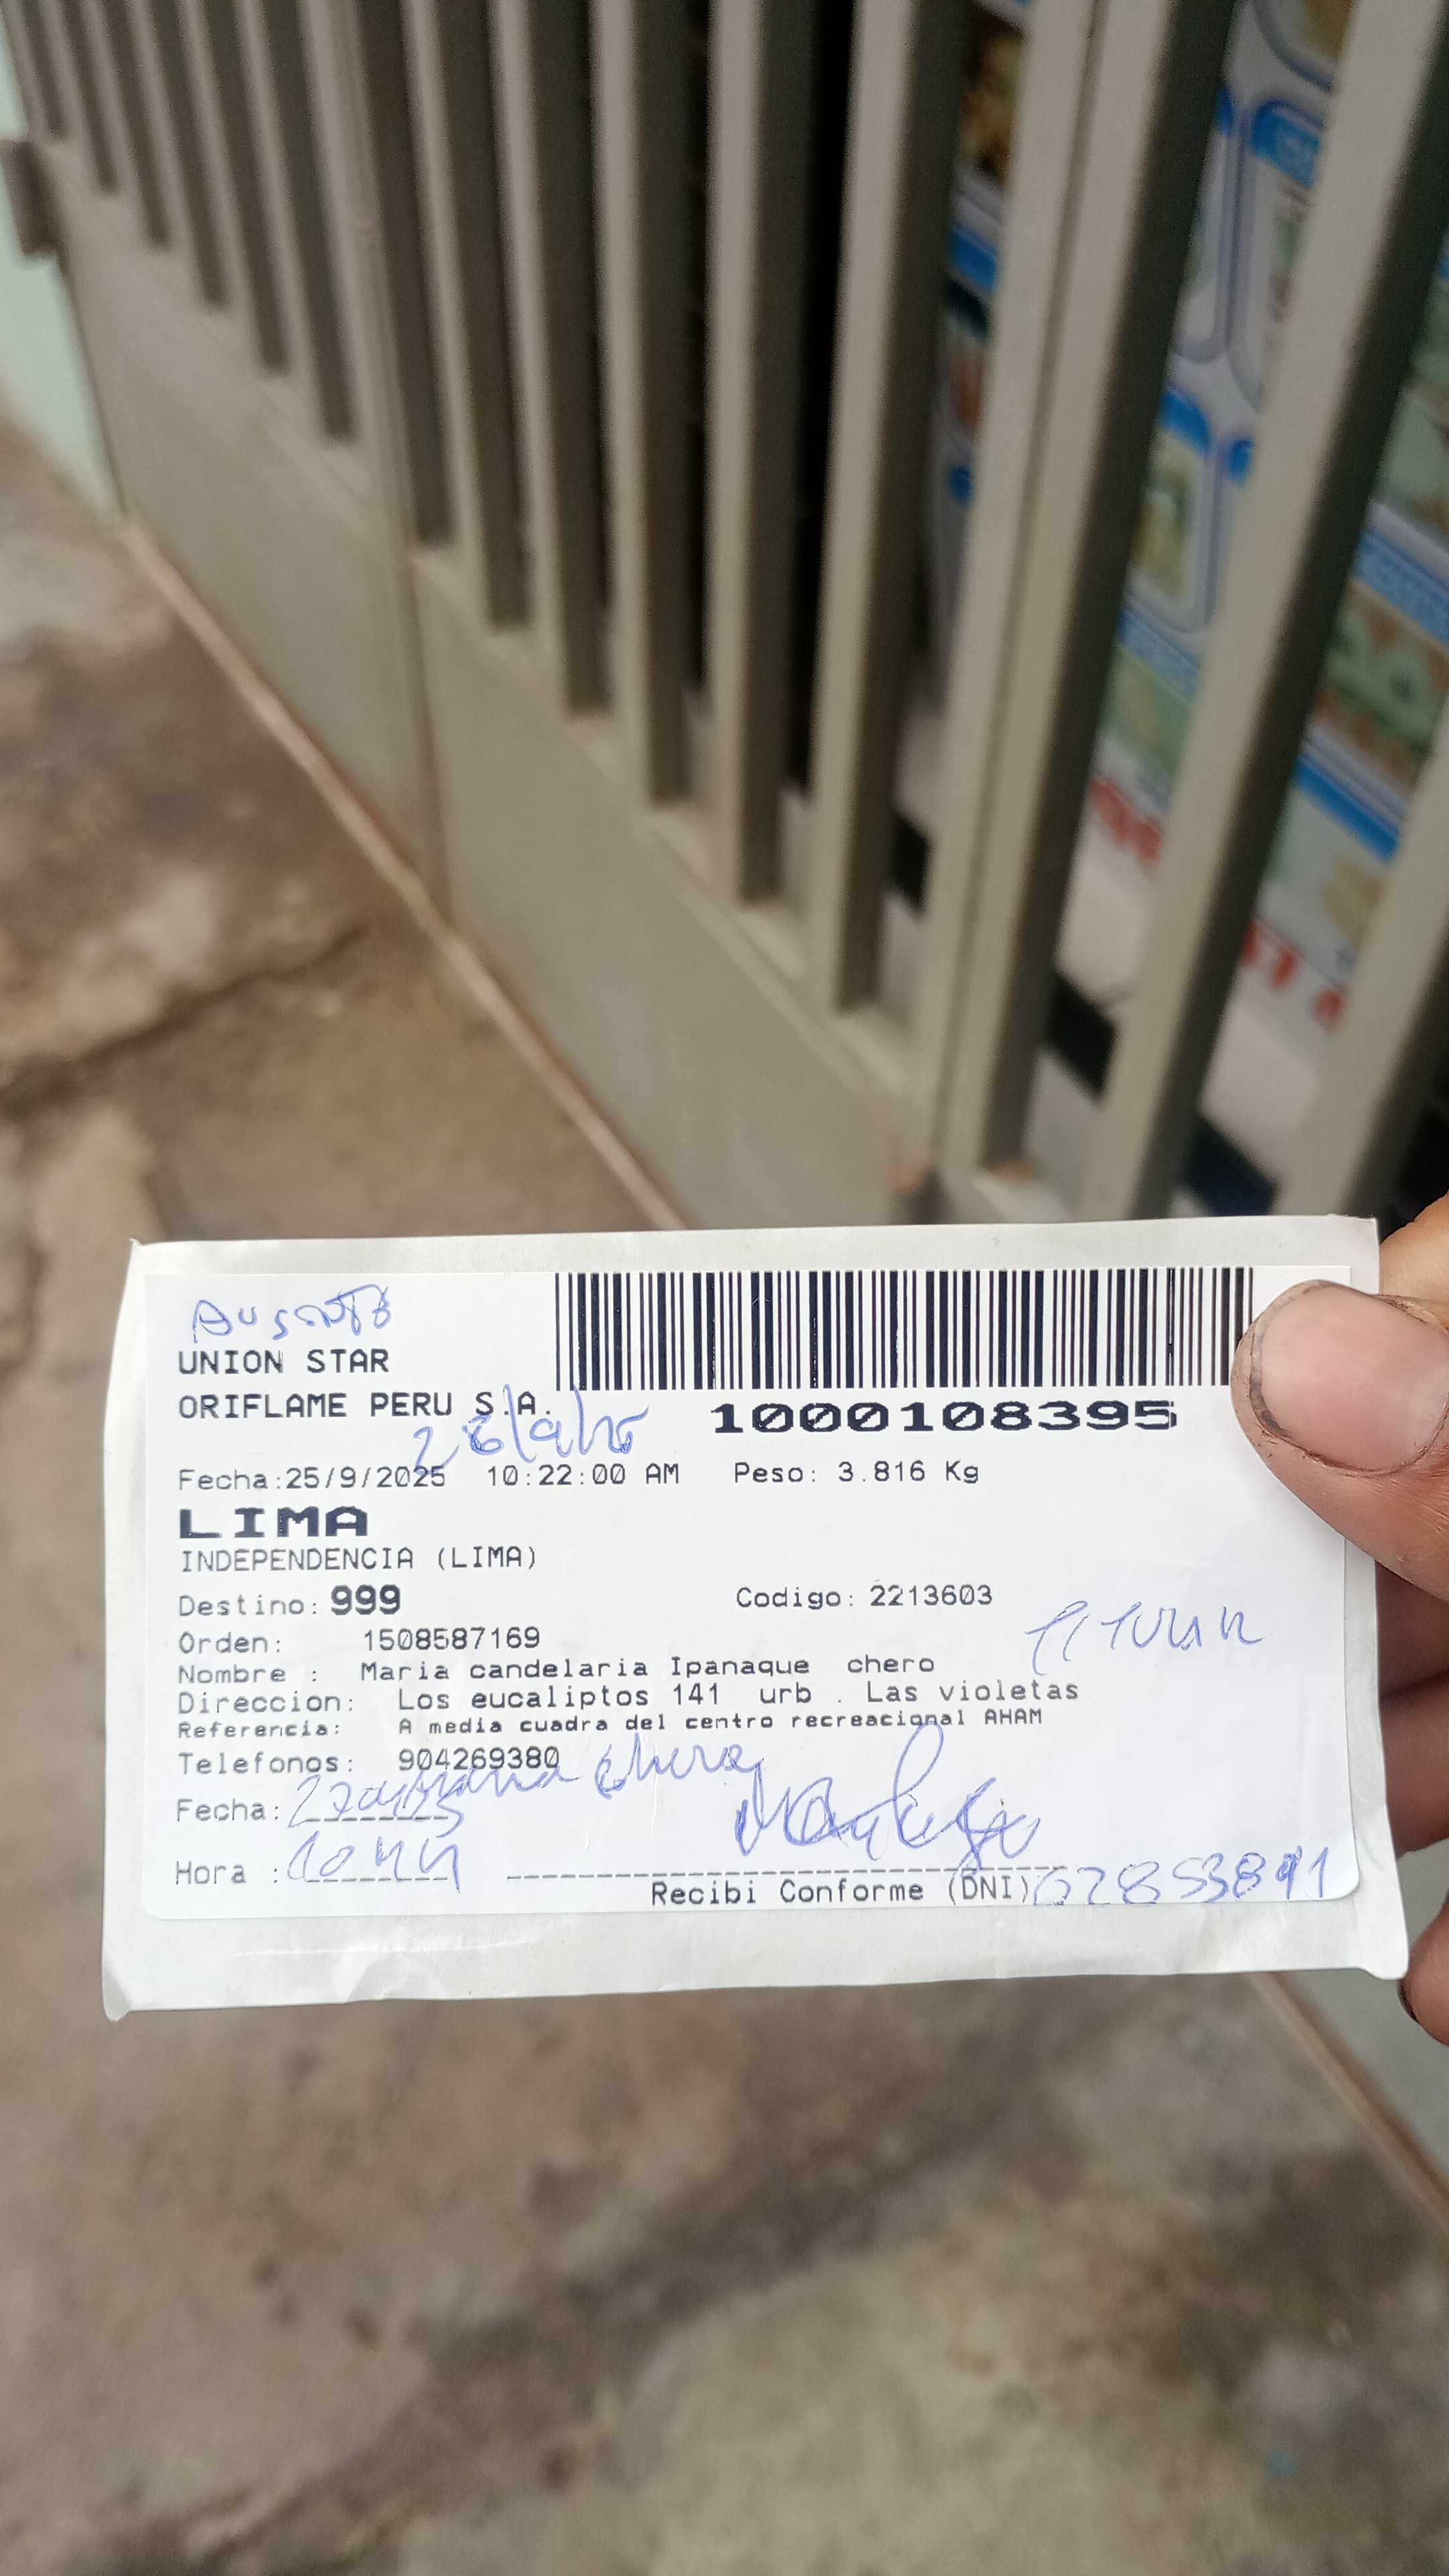 Ausente
UNION STAR
ORIFLAME PERU S.A.
1000108395
Fecha:25/9/2025 10:22:00 AM Peso: 3.816 Kg
LIMA
INDEPENDENCIA (LIMA)
Destino: 999 Codigo: 2213603
Orden: 1508587169
Nombre : Maria candelaria Ipanaque chero
Direccion: Los eucaliptos 141 urb . Las violetas
Referencia: A media cuadra del centro recreacional AHAM
Telefonos: 904269380
Fecha:
Hora :
Recibi Conforme (DNI)